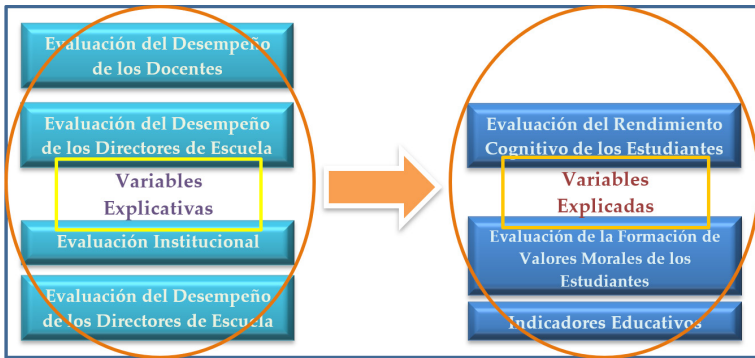 Evaluación del Desempeño
de los Docentes
Evaluación del Desempeño
de los Directores de Escuela
Variables
Explicativas
Evaluación Institucional
Evaluación del Desempeño
de los Directores de Escuela
Evaluación del Rendimiento
Cognitivo de los Estudiantes
Variables
Explicadas
Evaluación de la Formación de
Valores Morales de los
Estudiantes
Indicadores Educativos